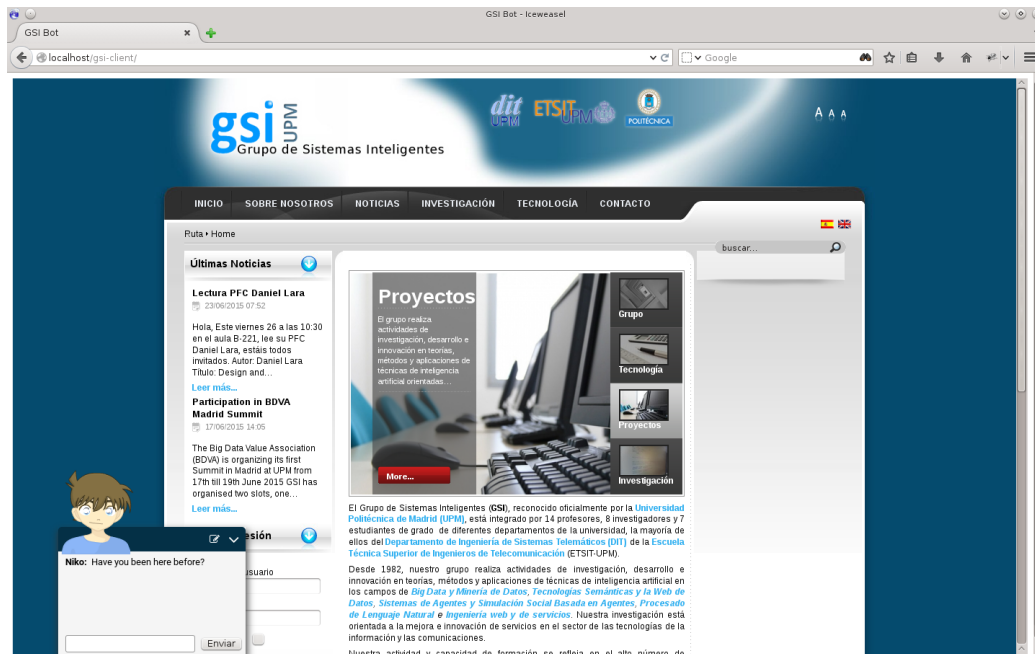 GSI Bot - Iceweasel
GSI Bot
localhost/gsi-client/
Google
gsi UPM
Grupo de Sistemas Inteligentes
dit UPM
ETSIT UPM
POLITÉCNICA
A A A
INICIO SOBRE NOSOTROS NOTICIAS INVESTIGACIÓN TECNOLOGÍA CONTACTO
Ruta Home
buscar...
Últimas Noticias
Lectura PFC Daniel Lara
23/06/2015 07:52
Hola, Este viernes 26 a las 10:30
en el aula B-221, lee su PFC
Daniel Lara, estáis todos
invitados. Autor: Daniel Lara
Título: Design and...
Leer más...
Participation in BDVA
Madrid Summit
17/06/2015 14:05
The Big Data Value Association
(BDVA) is organizing its first
Summit in Madrid at UPM from
17th till 19th June 2015 GSI has
organised two slots, one...
Leer más...
esión
usuario
Niko: Have you been here before?
Enviar
Proyectos
El grupo realiza
actividades de
investigación, desarrollo e
innovación en teorías,
métodos y aplicaciones de
técnicas de inteligencia
artificial orientadas...
More...
Grupo
Tecnología
Proyectos
Investigación
El Grupo de Sistemas Inteligentes (GSI), reconocido oficialmente por la Universidad
Politécnica de Madrid (UPM), está integrado por 14 profesores, 8 investigadores y 7
estudiantes de grado de diferentes departamentos de la universidad, la mayoría de
ellos del Departamento de Ingeniería de Sistemas Telemáticos (DIT) de la Escuela
Técnica Superior de Ingenieros de Telecomunicación (ETSIT-UPM).
Desde 1982, nuestro grupo realiza actividades de investigación, desarrollo e
innovación en teorías, métodos y aplicaciones de técnicas de inteligencia artificial en
los campos de Big Data y Minería de Datos, Tecnologías Semánticas y la Web de
Datos, Sistemas de Agentes y Simulación Social Basada en Agentes, Procesado
de Lenguaje Natural e Ingeniería web y de servicios. Nuestra investigación está
orientada a la mejora e innovación de servicios en el sector de las tecnologías de la
información y las comunicaciones.
Nuestra actividad y capacidad de formación se refleja en el alto número de